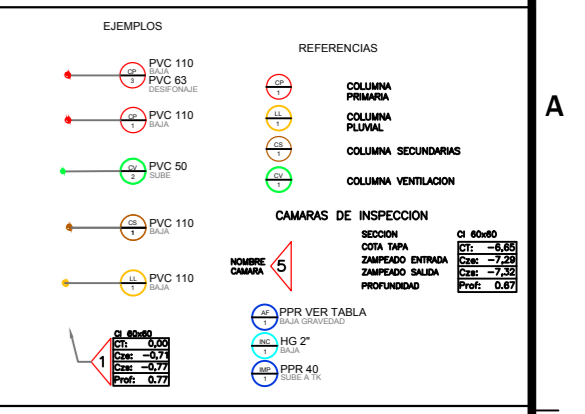 EJEMPLOS
CP
3
PVC 110
BAJA
PVC 63
DESIFONAJE
CP
1
PVC 110
BAJA
CV
2
PVC 50
SUBE
CS
1
PVC 110
BAJA
LL
1
PVC 110
BAJA
1
CI 60x60
CT: 0,00
Cze: -0,71
Czs: -0,77
Prof: 0.77
REFERENCIAS
CP
1
COLUMNA
PRIMARIA
LL
1
COLUMNA
PLUVIAL
CS
1
COLUMNA SECUNDARIAS
CV
1
COLUMNA VENTILACION
CAMARAS DE INSPECCION
NOMBRE
CAMARA
5
SECCION CI 60x60
COTA TAPA CT: -6,65
ZAMPEADO ENTRADA Cze: -7,29
ZAMPEADO SALIDA Czs: -7,32
PROFUNDIDAD Prof: 0.67
AF
1
PPR VER TABLA
BAJA GRAVEDAD
INC
1
HG 2"
BAJA
IMP
1
PPR 40
SUBE A TK
A